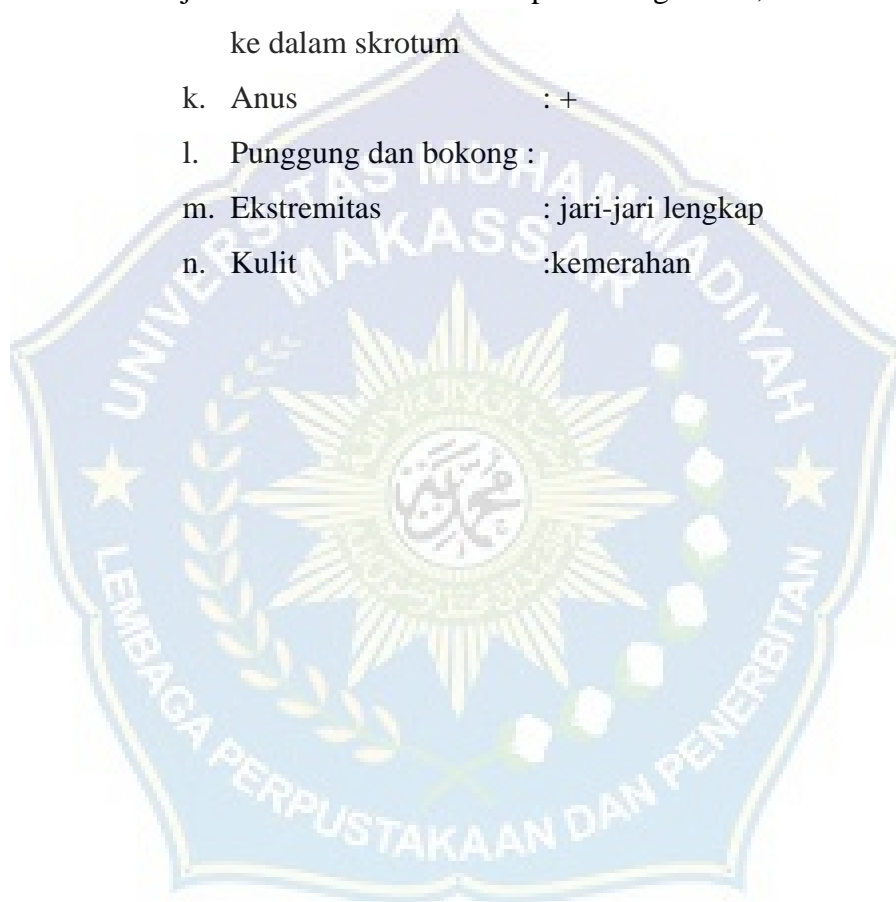 ke dalam skrotum
k. Anus : +
l. Punggung dan bokong :
m. Ekstremitas : jari-jari lengkap
n. Kulit :kemerahan
UNIVERSITAS MUHAMMADIYAH
MAKASSAR
LEMBAGA PERPUSTAKAAN DAN PENERBITAN